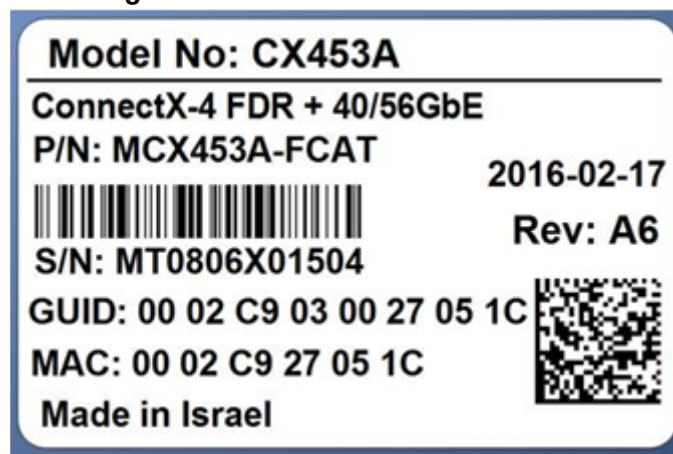 Model No: CX453A
ConnectX-4 FDR + 40/56GbE
P/N: MCX453A-FCAT
2016-02-17
Rev: A6
S/N: MT0806X01504
GUID: 00 02 C9 03 00 27 05 1C
MAC: 00 02 C9 27 05 1C
Made in Israel